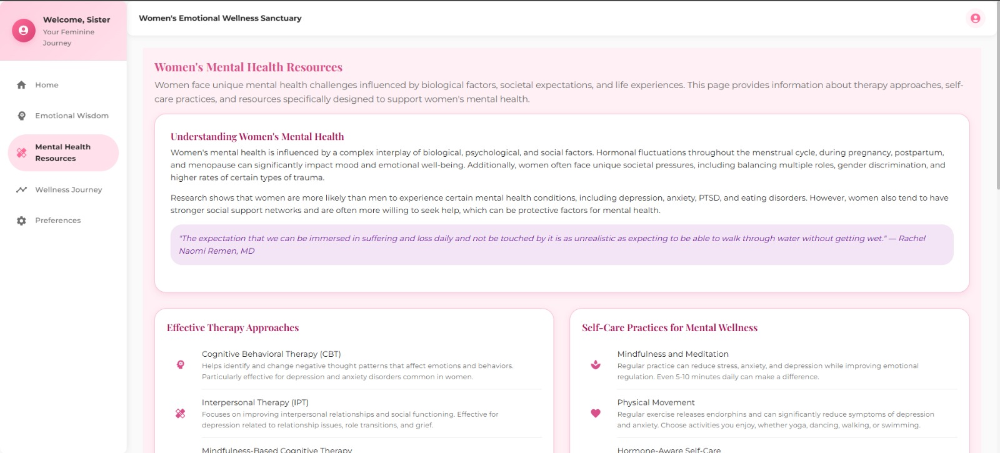 Welcome, Sister
Your Feminine
Journey
Home
Emotional Wisdom
Mental Health
Resources
Wellness Journey
Preferences
Women's Emotional Wellness Sanctuary
Women's Mental Health Resources
Women face unique mental health challenges influenced by biological factors, societal expectations, and life experiences. This page provides information about therapy approaches, self-
care practices, and resources specifically designed to support women's mental health.
Understanding Women's Mental Health
Women's mental health is influenced by a complex interplay of biological, psychological, and social factors. Hormonal fluctuations throughout the menstrual cycle, during pregnancy, postpartum,
and menopause can significantly impact mood and emotional well-being. Additionally, women often face unique societal pressures, including balancing multiple roles, gender discrimination, and
higher rates of certain types of trauma.
Research shows that women are more likely than men to experience certain mental health conditions, including depression, anxiety, PTSD, and eating disorders. However, women also tend to have
stronger social support networks and are often more willing to seek help, which can be protective factors for mental health.
"The expectation that we can be immersed in suffering and loss daily and not be touched by it is as unrealistic as expecting to be able to walk through water without getting wet." — Rachel
Naomi Remen, MD
Effective Therapy Approaches
Cognitive Behavioral Therapy (CBT)
Helps identify and change negative thought patterns that affect emotions and behaviors.
Particularly effective for depression and anxiety disorders common in women.
Interpersonal Therapy (IPT)
Focuses on improving interpersonal relationships and social functioning. Effective for
depression related to relationship issues, role transitions, and grief.
Mindfulness-Based Cognitive Therapy
Self-Care Practices for Mental Wellness
Mindfulness and Meditation
Regular practice can reduce stress, anxiety, and depression while improving emotional
regulation. Even 5-10 minutes daily can make a difference.
Physical Movement
Regular exercise releases endorphins and can significantly reduce symptoms of depression
and anxiety. Choose activities you enjoy, whether yoga, dancing, walking, or swimming.
Hormone-Aware Self-Care